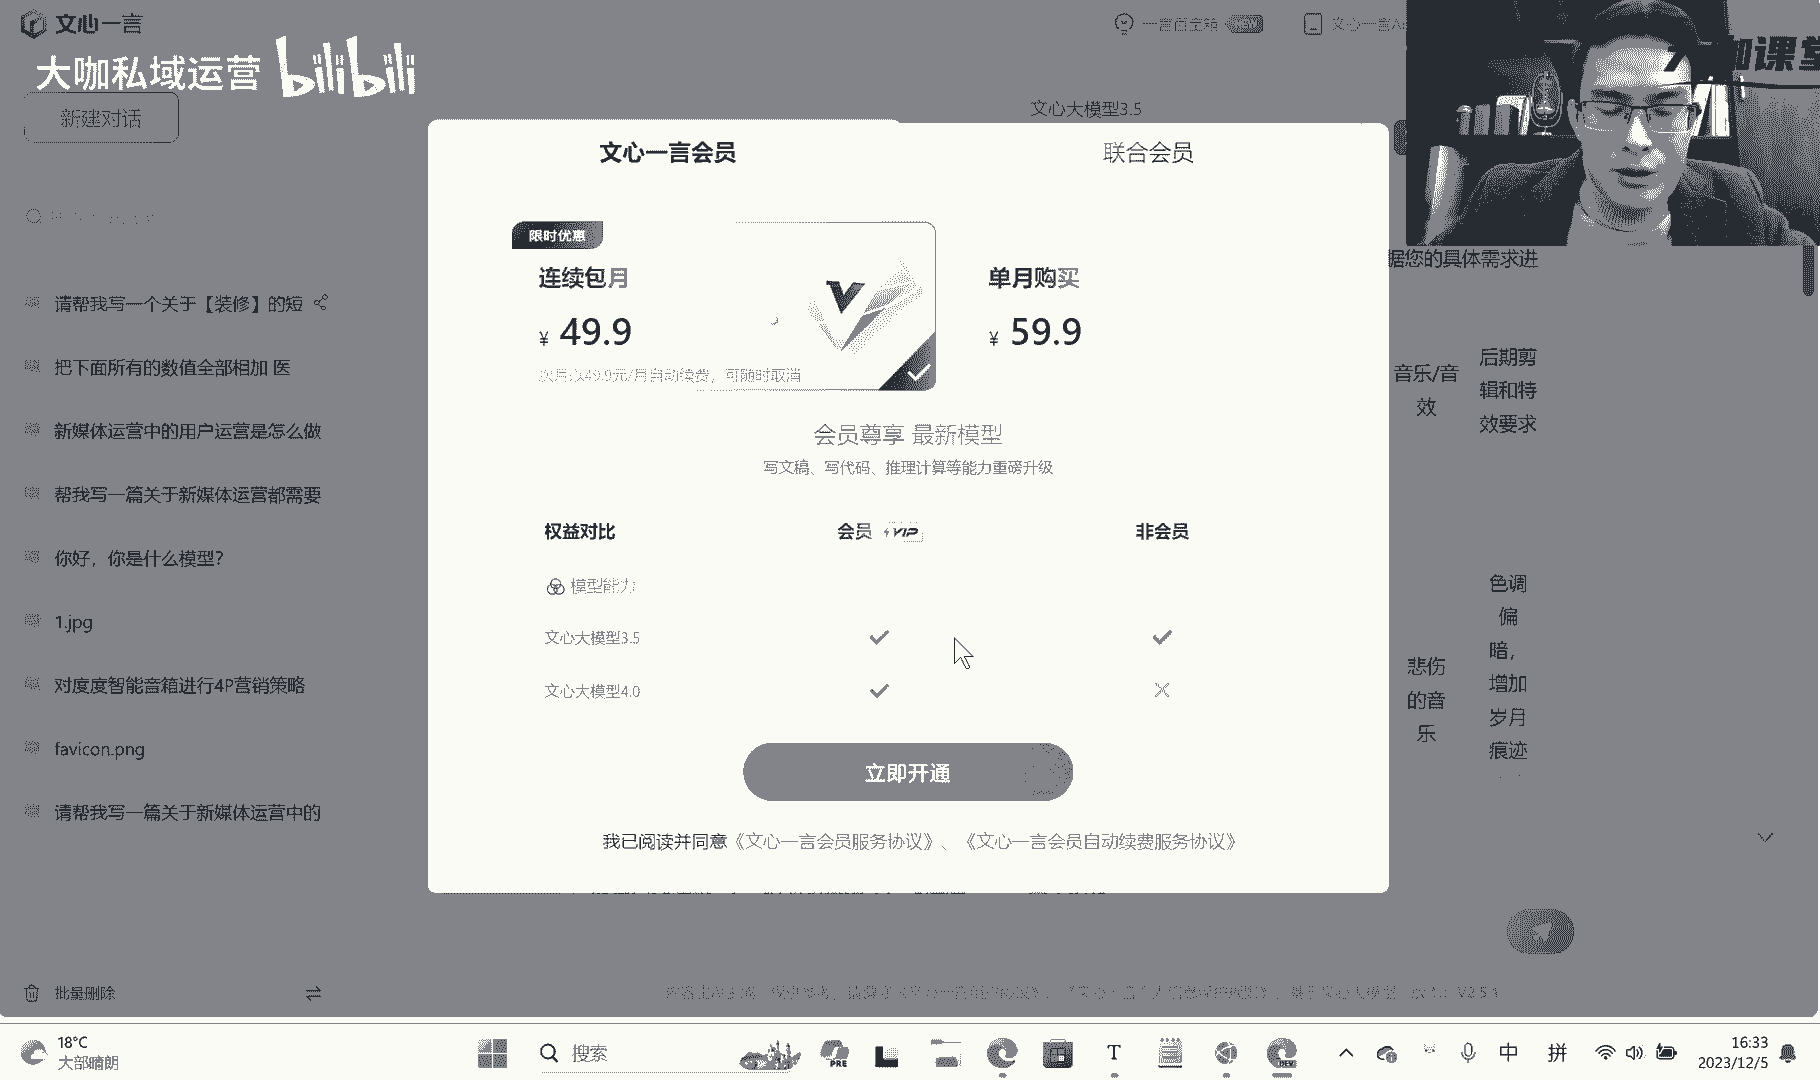 文心一言
大咖私域运营 bilibili
一言百宝箱 NEW
新建对话
文心大模型3.5
文心一言会员
联合会员
限时优惠
连续包月
¥ 49.9
次月以49.9元/月自动续费，可随时取消
单月购买
¥ 59.9
会员尊享 最新模型
写文稿、写代码、推理计算等能力重磅升级
权益对比 会员 VIP 非会员
模型能力
文心大模型3.5
文心大模型4.0
立即开通
我已阅读并同意《文心一言会员服务协议》、《文心一言会员自动续费服务协议》
请帮我写一个关于【装修】的短
把下面所有的数值全部相加 医
新媒体运营中的用户运营是怎么做
帮我写一篇关于新媒体运营都需要
你好，你是什么模型?
1.jpg
对度度智能音箱进行4P营销策略
favicon.png
请帮我写一篇关于新媒体运营中的
批量删除
据您的具体需求进
音乐/音
效
后期剪
辑和特
效要求
悲伤
的音
乐
色调
偏
暗，
增加
岁月
痕迹
18°C
大部晴朗
搜索
PRE
DEV
中
拼
16:33
2023/12/5